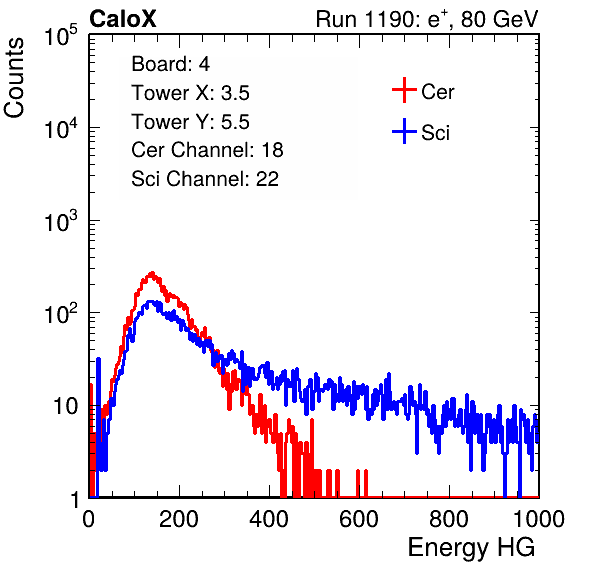 CaloX Run 1190: e⁺, 80 GeV
Counts
10⁵
10⁴
10³
10²
10
1
Board: 4
Tower X: 3.5
Tower Y: 5.5
Cer Channel: 18
Sci Channel: 22
Cer
Sci
0 200 400 600 800 1000
Energy HG